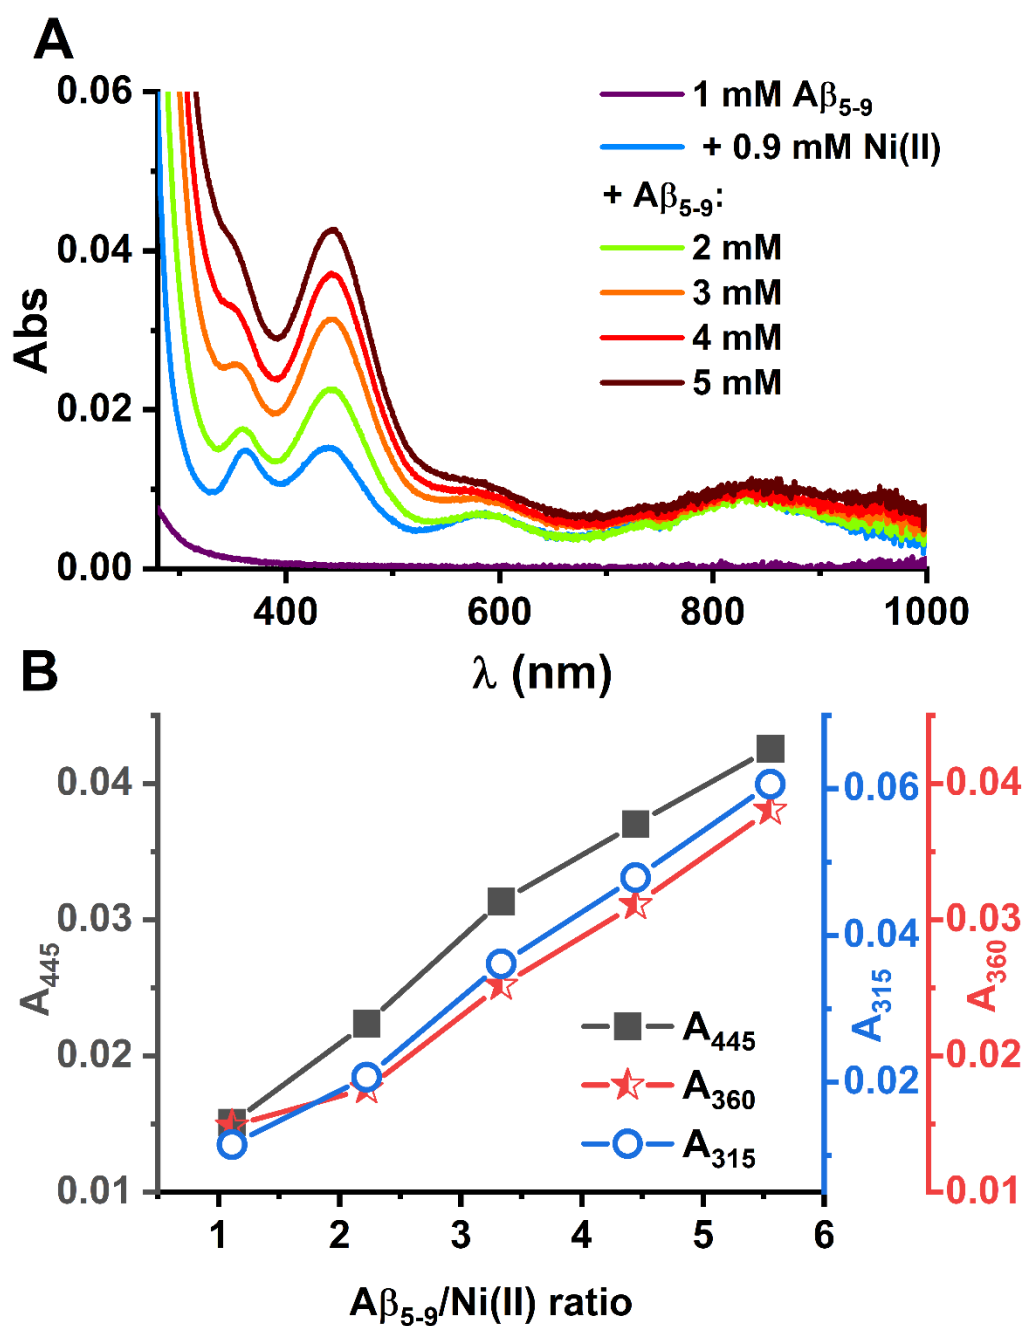 A
0.06
0.04
0.02
0.00
Abs
1 mM Aβ5-9
+ 0.9 mM Ni(II)
+ Aβ5-9:
2 mM
3 mM
4 mM
5 mM
400 600 800 1000
λ (nm)
B
0.04
0.03
0.02
0.01
A445
0.06
0.04
0.02
A315
0.04
0.03
0.02
0.01
A360
A445
A360
A315
1 2 3 4 5 6
Aβ5-9/Ni(II) ratio